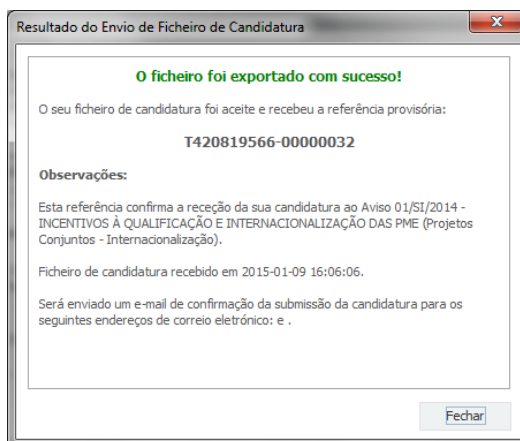 Resultado do Envio de Ficheiro de Candidatura
O ficheiro foi exportado com sucesso!
O seu ficheiro de candidatura foi aceite e recebeu a referência provisória:
T420819566-00000032
Observações:
Esta referência confirma a receção da sua candidatura ao Aviso 01/SI/2014 -
INCENTIVOS À QUALIFICAÇÃO E INTERNACIONALIZAÇÃO DAS PME (Projetos
Conjuntos - Internacionalização).
Ficheiro de candidatura recebido em 2015-01-09 16:06:06.
Será enviado um e-mail de confirmação da submissão da candidatura para os
seguintes endereços de correio eletrónico: e .
Fechar